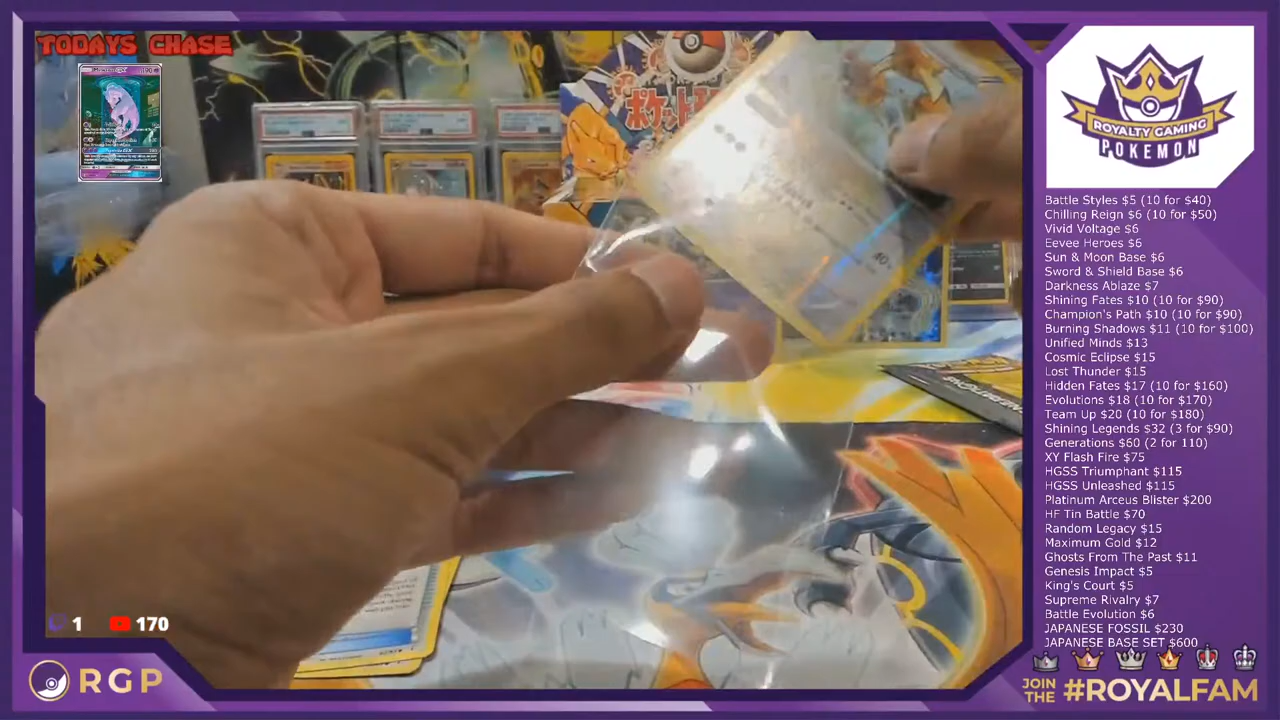 TODAYS CHASE
ROYALTY GAMING
POKEMON
Battle Styles $5 (10 for $40)
Chilling Reign $6 (10 for $50)
Vivid Voltage $6
Eevee Heroes $6
Sun & Moon Base $6
Sword & Shield Base $6
Darkness Ablaze $7
Shining Fates $10 (10 for $90)
Champion's Path $10 (10 for $90)
Burning Shadows $11 (10 for $100)
Unified Minds $13
Cosmic Eclipse $15
Lost Thunder $15
Hidden Fates $17 (10 for $160)
Evolutions $18 (10 for $170)
Team Up $20 (10 for $180)
Shining Legends $32 (3 for $90)
Generations $60 (2 for 110)
XY Flash Fire $75
HGSS Triumphant $115
HGSS Unleashed $115
Platinum Arceus Blister $200
HF Tin Battle $70
Random Legacy $15
Maximum Gold $12
Ghosts From The Past $11
Genesis Impact $5
King's Court $5
Supreme Rivalry $7
Battle Evolution $6
JAPANESE FOSSIL $230
JAPANESE BASE SET $600
1 170
RGP
JOIN THE #ROYALFAM